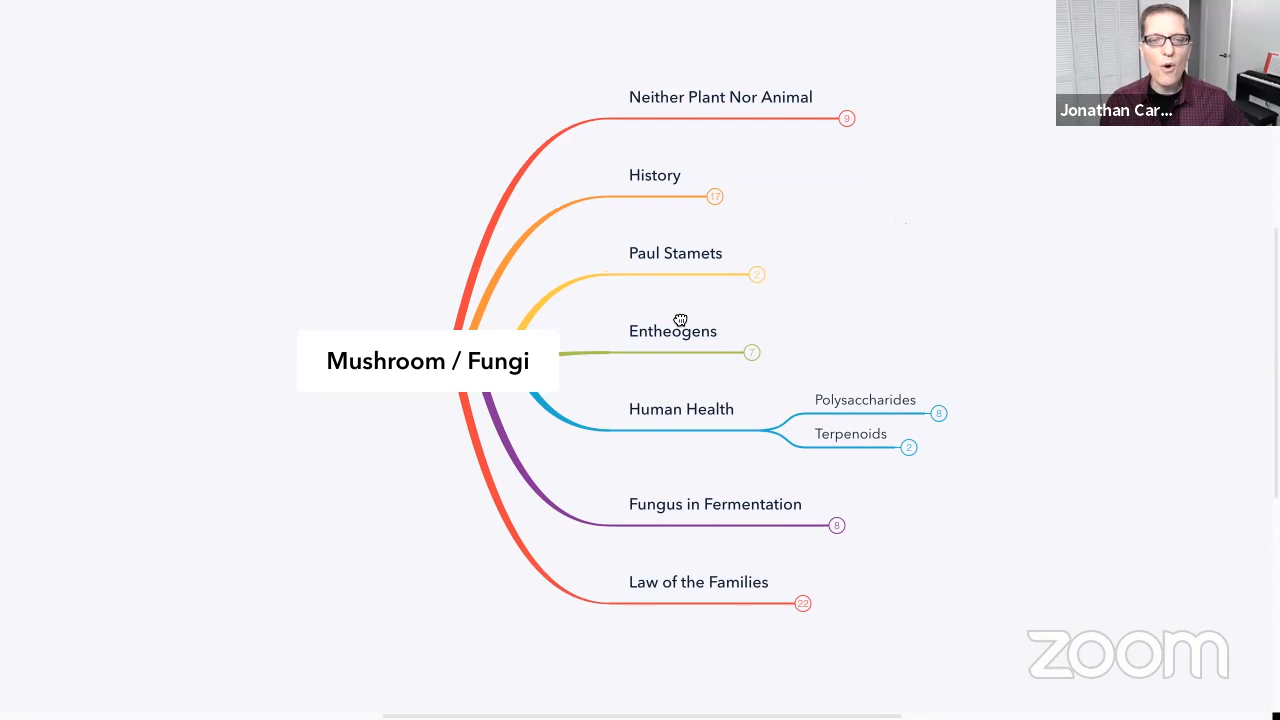 Neither Plant Nor Animal
9
Jonathan Car...
History
17
Paul Stamets
2
Entheogens
7
Mushroom / Fungi
Human Health
Polysaccharides
8
Terpenoids
2
Fungus in Fermentation
8
Law of the Families
22
zoom